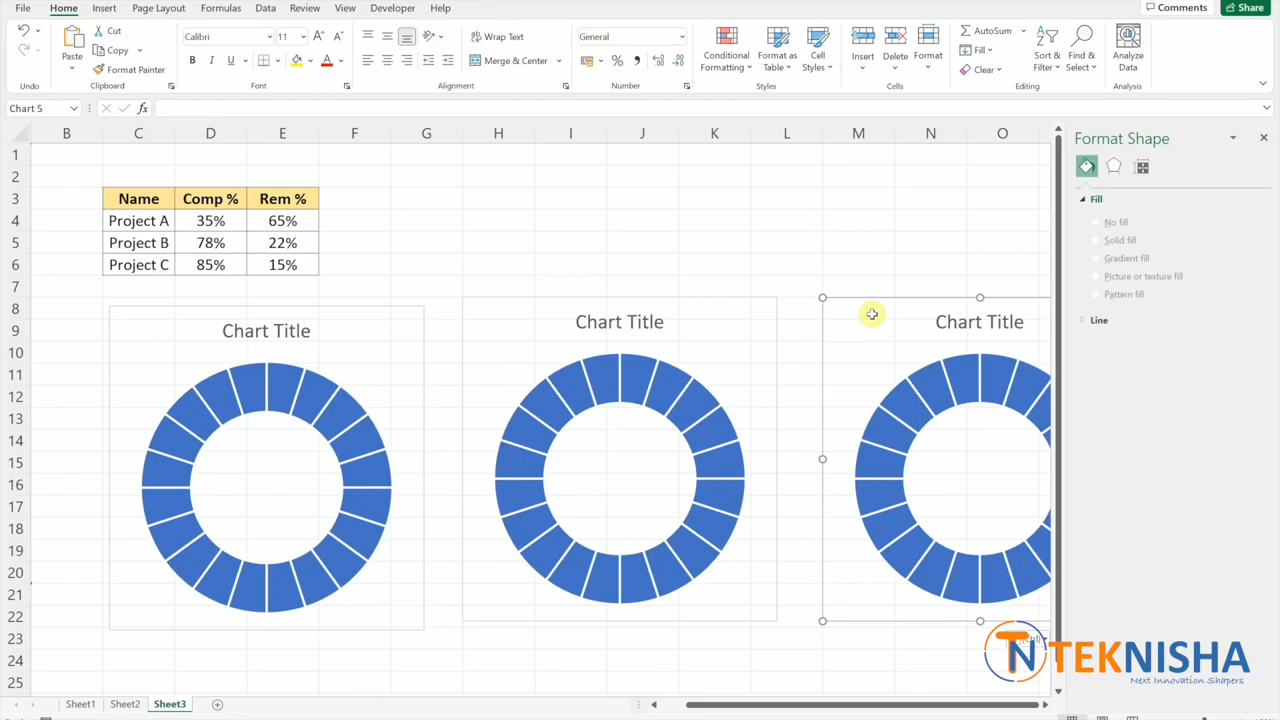 File Home Insert Page Layout Formulas Data Review View Developer Help Comments Share
Cut Calibri 11 Wrap Text General AutoSum
Copy Fill
Paste Format Painter B I U Merge & Center Conditional Formatting Format as Table Cell Styles Insert Delete Format Clear Sort & Filter Find & Select Analyze Data
Undo Clipboard Font Alignment Number Styles Cells Editing Analysis
Chart 5 fx
B C D E F G H I J K L M N O
Format Shape
1
2
3 Name Comp % Rem %
4 Project A 35% 65%
5 Project B 78% 22%
6 Project C 85% 15%
7
8
9 Chart Title Chart Title Chart Title
10
11
12
13
14
15
16
17
18
19
20
21
22
23
24
25
Fill
No fill
Solid fill
Gradient fill
Picture or texture fill
Pattern fill
Line
TN TEKNISHA
Next Innovation Shapers
Sheet1 Sheet2 Sheet3